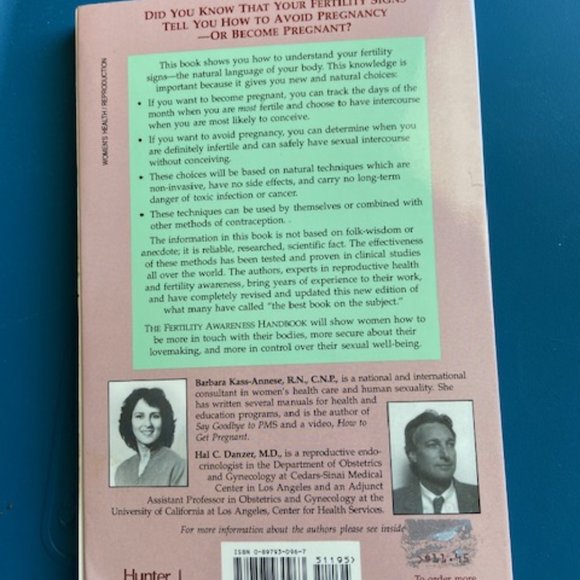 DID YOU KNOW THAT YOUR FERTILITY SIGNS
TELL YOU HOW TO AVOID PREGNANCY
—OR BECOME PREGNANT?
WOMEN'S HEALTH / REPRODUCTION
This book shows you how to understand your fertility
signs—the natural language of your body. This knowledge is
important because it gives you new and natural choices:
• If you want to become pregnant, you can track the days of the
month when you are most fertile and choose to have intercourse
when you are most likely to conceive.
• If you want to avoid pregnancy, you can determine when you
are definitely infertile and can safely have sexual intercourse
without conceiving.
• These choices will be based on natural techniques which are
non-invasive, have no side effects, and carry no long-term
danger of toxic infection or cancer.
• These techniques can be used by themselves or combined with
other methods of contraception. .
The information in this book is not based on folk-wisdom or
anecdote; it is reliable, researched, scientific fact. The effectiveness
of these methods has been tested and proven in clinical studies
all over the world. The authors, experts in reproductive health
and fertility awareness, bring years of experience to their work,
and have completely revised and updated this new edition of
what many have called "the best book on the subject."
THE FERTILITY AWARENESS HANDBOOK will show women how to
be more in touch with their bodies, more secure about their
lovemaking, and more in control over their sexual well-being.
Barbara Kass-Annese, R.N., C.N.P., is a national and international
consultant in women's health care and human sexuality. She
has written several manuals for health and
education programs, and is the author of
Say Goodbye to PMS and a video, How to
Get Pregnant.
Hal C. Danzer, M.D., is a reproductive endo-
crinologist in the Department of Obstetrics
and Gynecology at Cedars-Sinai Medical
Center in Los Angeles and an Adjunct
Assistant Professor in Obstetrics and Gynecology at the
University of California at Los Angeles, Center for Health Services.
For more information about the authors please see inside
ISBN 0-89793-096-7
51195
$11.95
Hunter
To order more